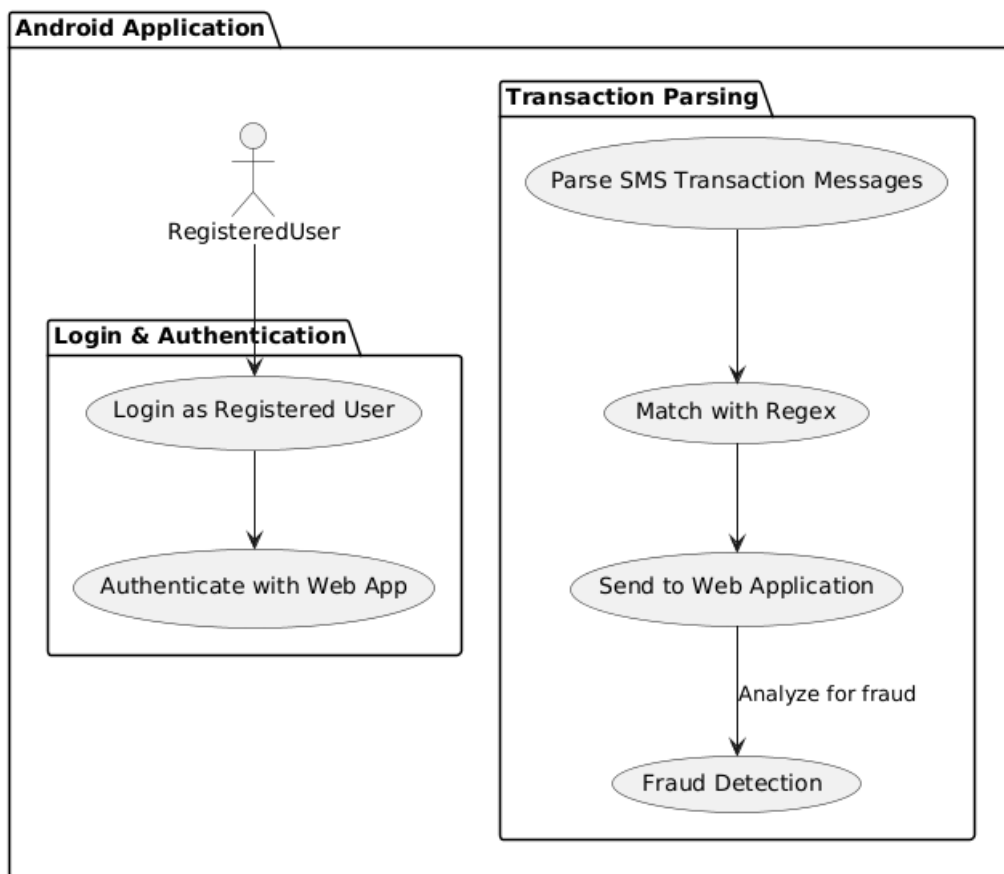 Android Application
Transaction Parsing
Parse SMS Transaction Messages
RegisteredUser
Login & Authentication
Login as Registered User
Match with Regex
Authenticate with Web App
Send to Web Application
Analyze for fraud
Fraud Detection